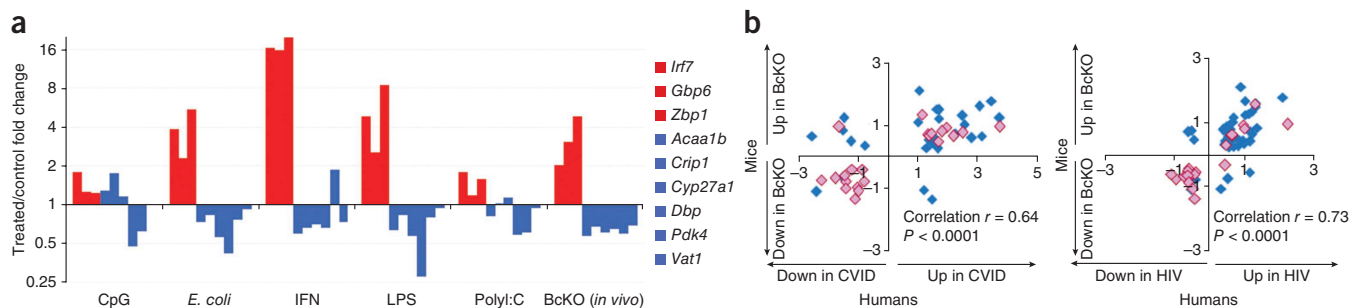 a
Treated/control fold change
16
8
4
2
1
0.5
0.25
CpG
E. coli
IFN
LPS
PolyI:C
BcKO (in vivo)
Irf7
Gbp6
Zbp1
Acaa1b
Crip1
Cyp27a1
Dbp
Pdk4
Vat1
b
Mice
Down in BcKO
Up in BcKO
3
1
–3
–1
1
3
5
–1
–3
Correlation r = 0.64
P < 0.0001
Down in CVID
Up in CVID
Humans
Mice
Down in BcKO
Up in BcKO
3
1
–3
–1
1
3
–1
–3
Correlation r = 0.73
P < 0.0001
Down in HIV
Up in HIV
Humans